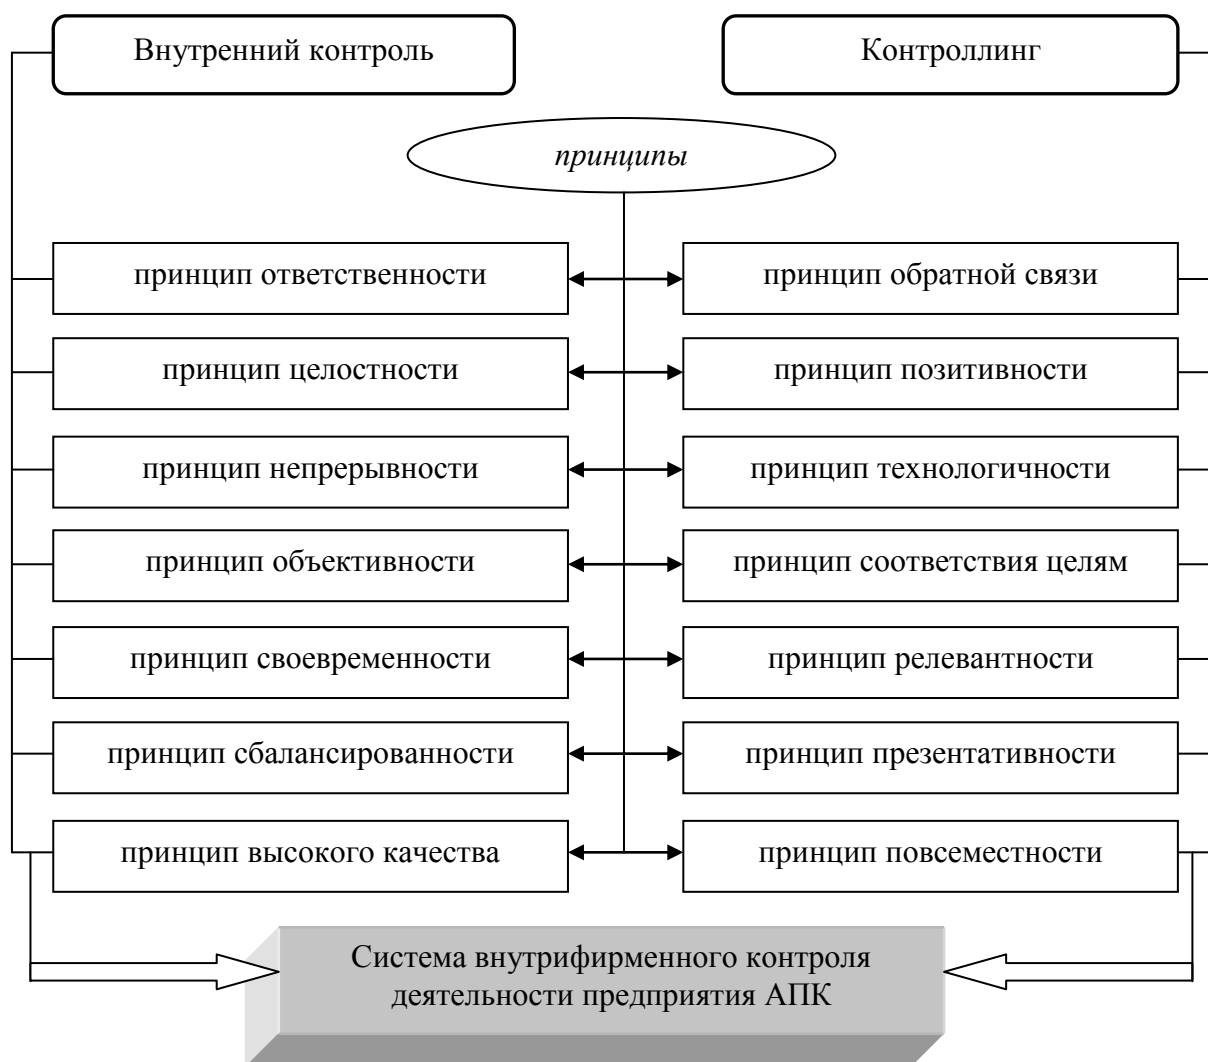 Внутренний контроль
Контроллинг
принципы
принцип ответственности
принцип обратной связи
принцип целостности
принцип позитивности
принцип непрерывности
принцип технологичности
принцип объективности
принцип соответствия целям
принцип своевременности
принцип релевантности
принцип сбалансированности
принцип презентативности
принцип высокого качества
принцип повсеместности
Система внутрифирменного контроля
деятельности предприятия АПК